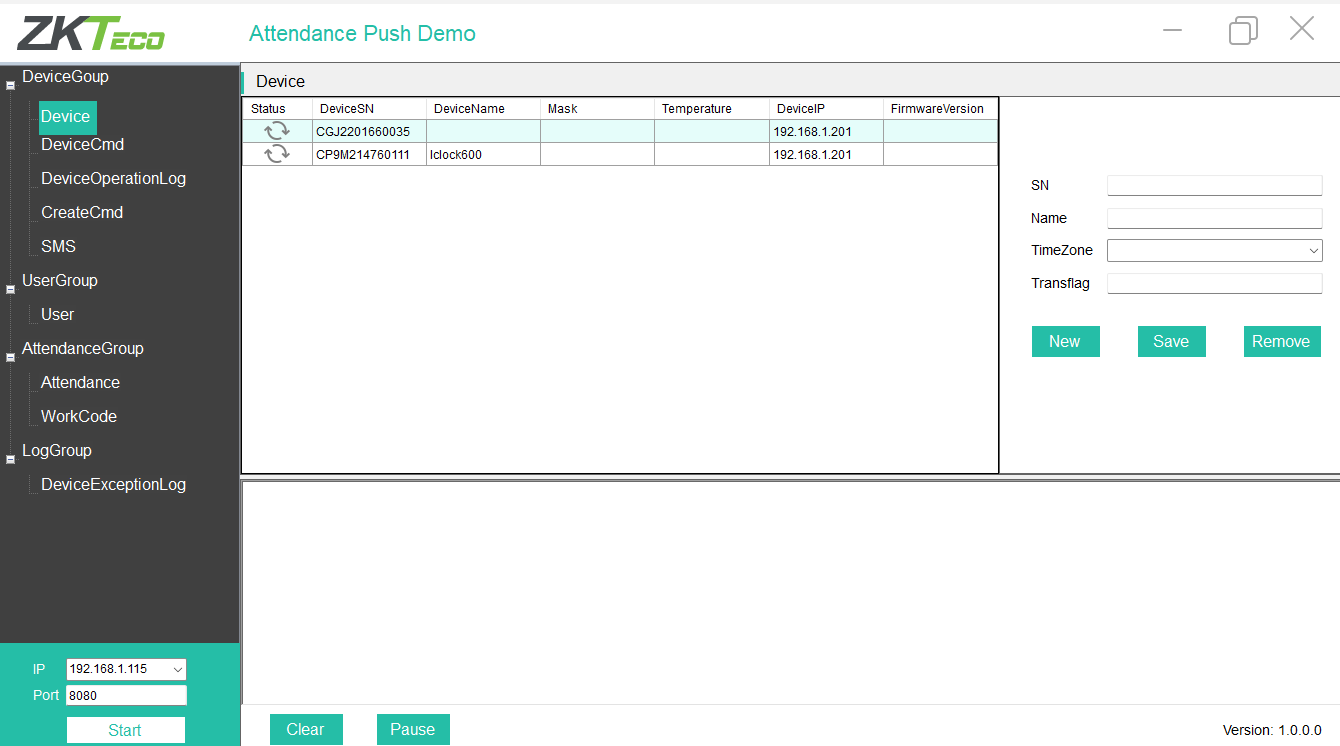 ZKTECO
Attendance Push Demo
DeviceGoup
Device
DeviceCmd
DeviceOperationLog
CreateCmd
SMS
UserGroup
User
AttendanceGroup
Attendance
WorkCode
LogGroup
DeviceExceptionLog
IP 192.168.1.115
Port 8080
Start
Device
Status DeviceSN DeviceName Mask Temperature DeviceIP FirmwareVersion
CGJ2201660035 192.168.1.201
CP9M214760111 Iclock600 192.168.1.201
SN
Name
TimeZone
Transflag
New Save Remove
Clear Pause Version: 1.0.0.0